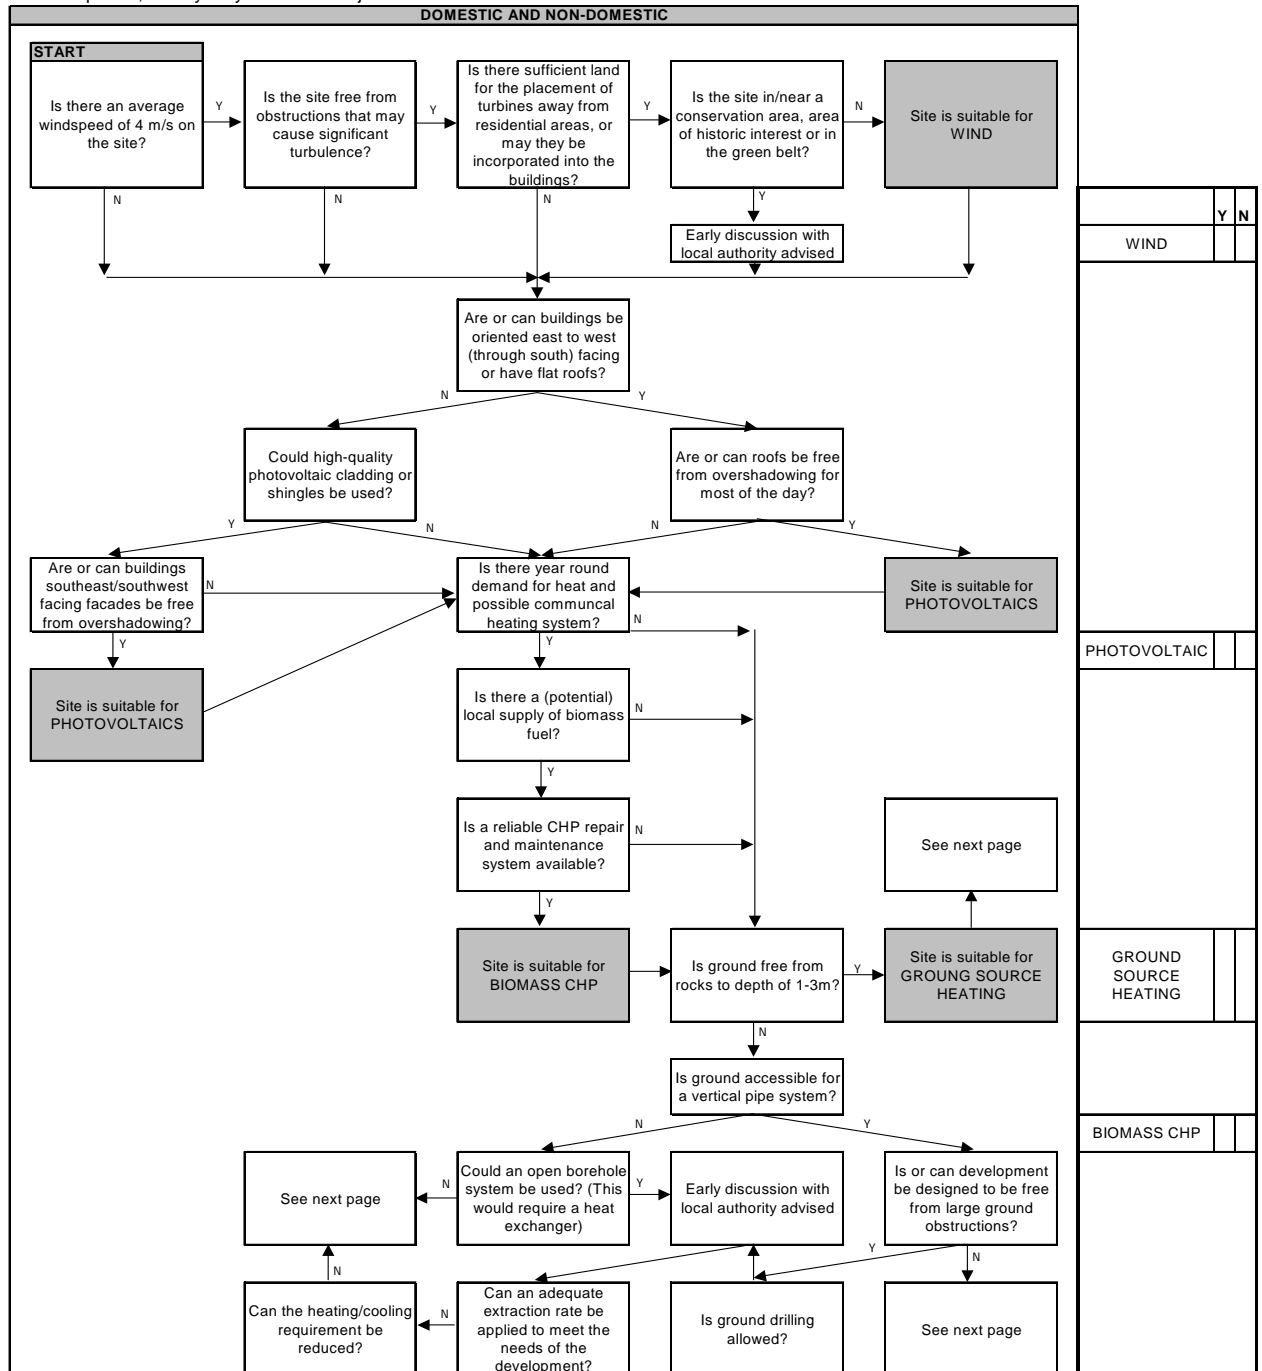 DOMESTIC AND NON-DOMESTIC
START
Is there an average
windspeed of 4 m/s on
the site?
Y
Is the site free from
obstructions that may
cause significant
turbulence?
Y
Is there sufficient land
for the placement of
turbines away from
residential areas, or
may they be
incorporated into the
buildings?
Y
Is the site in/near a
conservation area, area
of historic interest or in
the green belt?
N
Site is suitable for
WIND
N
N
N
Y
Early discussion with
local authority advised
Y N
WIND
Are or can buildings be
oriented east to west
(through south) facing
or have flat roofs?
N
Y
Could high-quality
photovoltaic cladding or
shingles be used?
Are or can roofs be free
from overshadowing for
most of the day?
Y
N
N
Y
Are or can buildings
southeast/southwest
facing facades be free
from overshadowing?
N
Is there year round
demand for heat and
possible communcal
heating system?
N
Site is suitable for
PHOTOVOLTAICS
Y
Y
PHOTOVOLTAIC
Site is suitable for
PHOTOVOLTAICS
Is there a (potential)
local supply of biomass
fuel?
N
Y
Is a reliable CHP repair
and maintenance
system available?
N
See next page
Y
Site is suitable for
BIOMASS CHP
Is ground free from
rocks to depth of 1-3m?
Y
Site is suitable for
GROUNG SOURCE
HEATING
GROUND
SOURCE
HEATING
N
Is ground accessible for
a vertical pipe system?
N
Y
BIOMASS CHP
See next page
N
Could an open borehole
system be used? (This
would require a heat
exchanger)
Y
Early discussion with
local authority advised
Is or can development
be designed to be free
from large ground
obstructions?
Y
N
N
Can the heating/cooling
requirement be
reduced?
N
Can an adequate
extraction rate be
applied to meet the
needs of the
development?
Is ground drilling
allowed?
See next page